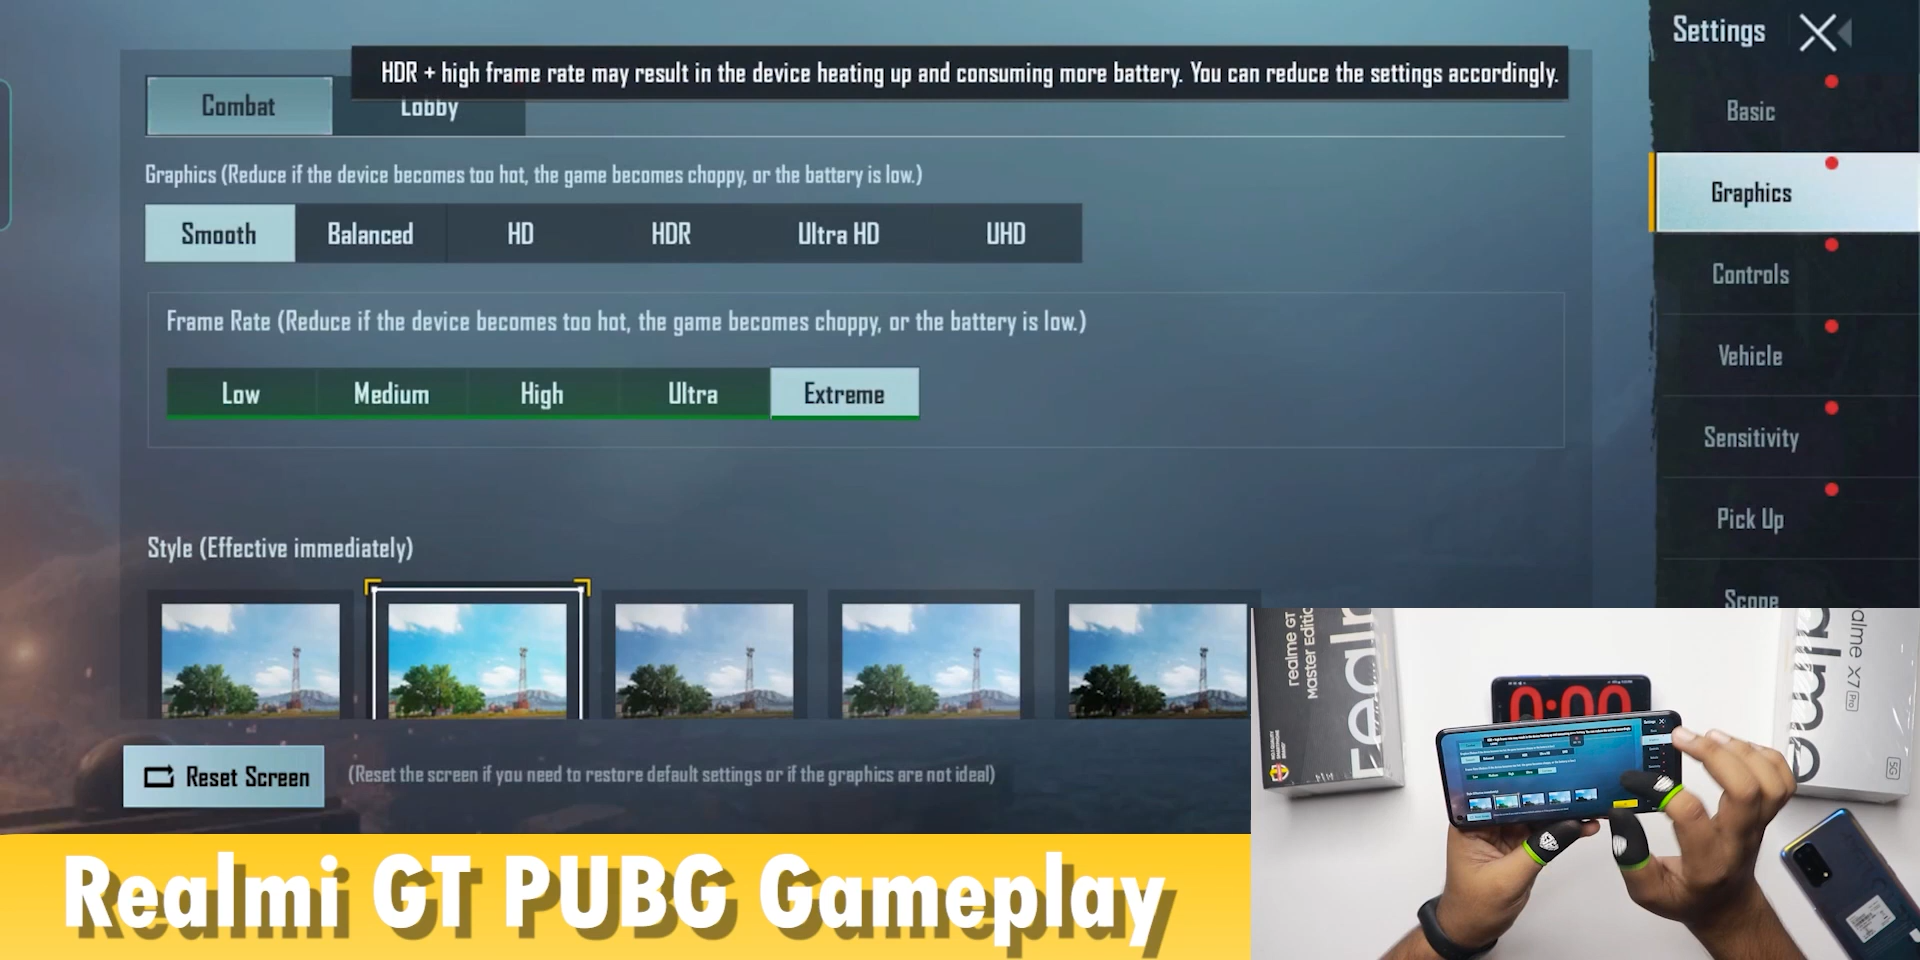 Settings
HDR + high frame rate may result in the device heating up and consuming more battery. You can reduce the settings accordingly.
Combat
Lobby
Basic
Graphics (Reduce if the device becomes too hot, the game becomes choppy, or the battery is low.)
Graphics
Smooth
Balanced
HD
HDR
Ultra HD
UHD
Controls
Frame Rate (Reduce if the device becomes too hot, the game becomes choppy, or the battery is low.)
Vehicle
Low
Medium
High
Ultra
Extreme
Sensitivity
Pick Up
Style (Effective immediately)
Scope
Reset Screen
(Reset the screen if you need to restore default settings or if the graphics are not ideal)
realme GT
Master Edition
realme
0:00
alme X7 Pro
5G
Realmi GT PUBG Gameplay